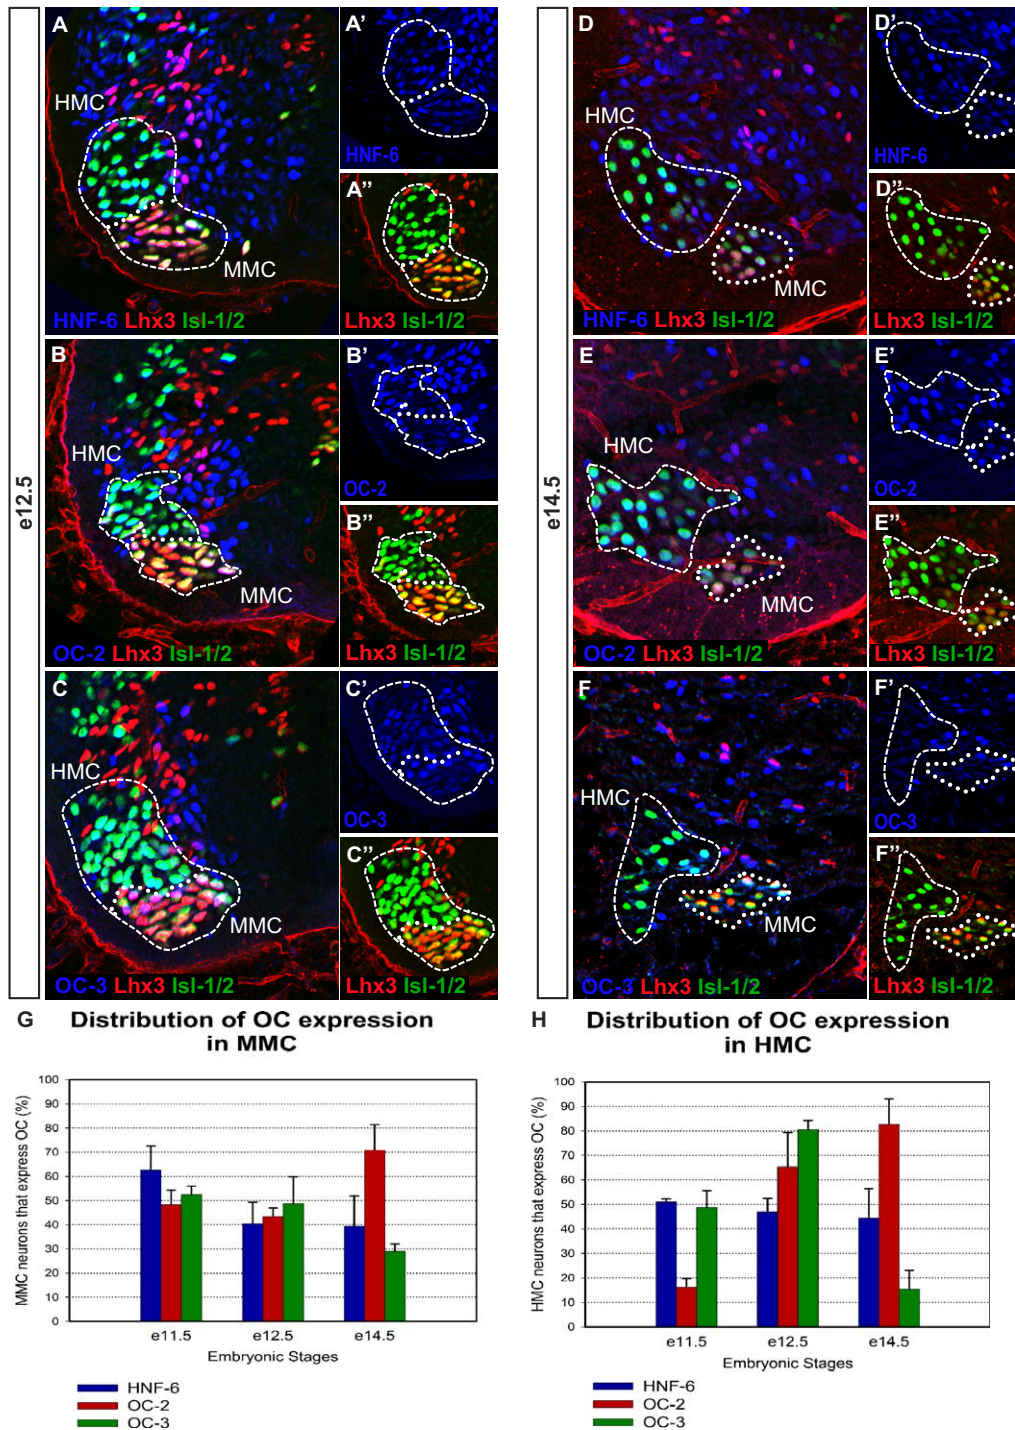 e12.5
A
HMC
MMC
HNF-6 Lhx3 Isl-1/2
A'
HNF-6
A"
Lhx3 Isl-1/2
B
HMC
MMC
OC-2 Lhx3 Isl-1/2
B'
OC-2
B"
Lhx3 Isl-1/2
C
HMC
MMC
OC-3 Lhx3 Isl-1/2
C'
OC-3
C"
Lhx3 Isl-1/2
e14.5
D
HMC
MMC
HNF-6 Lhx3 Isl-1/2
D'
HNF-6
D"
Lhx3 Isl-1/2
E
HMC
MMC
OC-2 Lhx3 Isl-1/2
E'
OC-2
E"
Lhx3 Isl-1/2
F
HMC
MMC
OC-3 Lhx3 Isl-1/2
F'
OC-3
F"
Lhx3 Isl-1/2
G
Distribution of OC expression
in MMC
MMC neurons that express OC (%)
100
90
80
70
60
50
40
30
20
10
0
e11.5 e12.5 e14.5
Embryonic Stages
HNF-6
OC-2
OC-3
H
Distribution of OC expression
in HMC
HMC neurons that express OC (%)
100
90
80
70
60
50
40
30
20
10
0
e11.5 e12.5 e14.5
Embryonic Stages
HNF-6
OC-2
OC-3